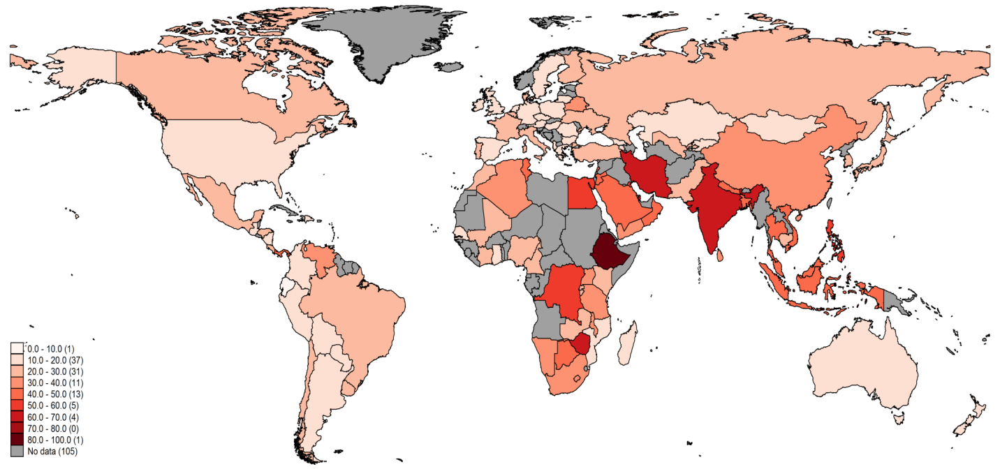 0.0 - 10.0 (1)
10.0 - 20.0 (37)
20.0 - 30.0 (31)
30.0 - 40.0 (11)
40.0 - 50.0 (13)
50.0 - 60.0 (5)
60.0 - 70.0 (4)
70.0 - 80.0 (0)
80.0 - 100.0 (1)
No data (105)